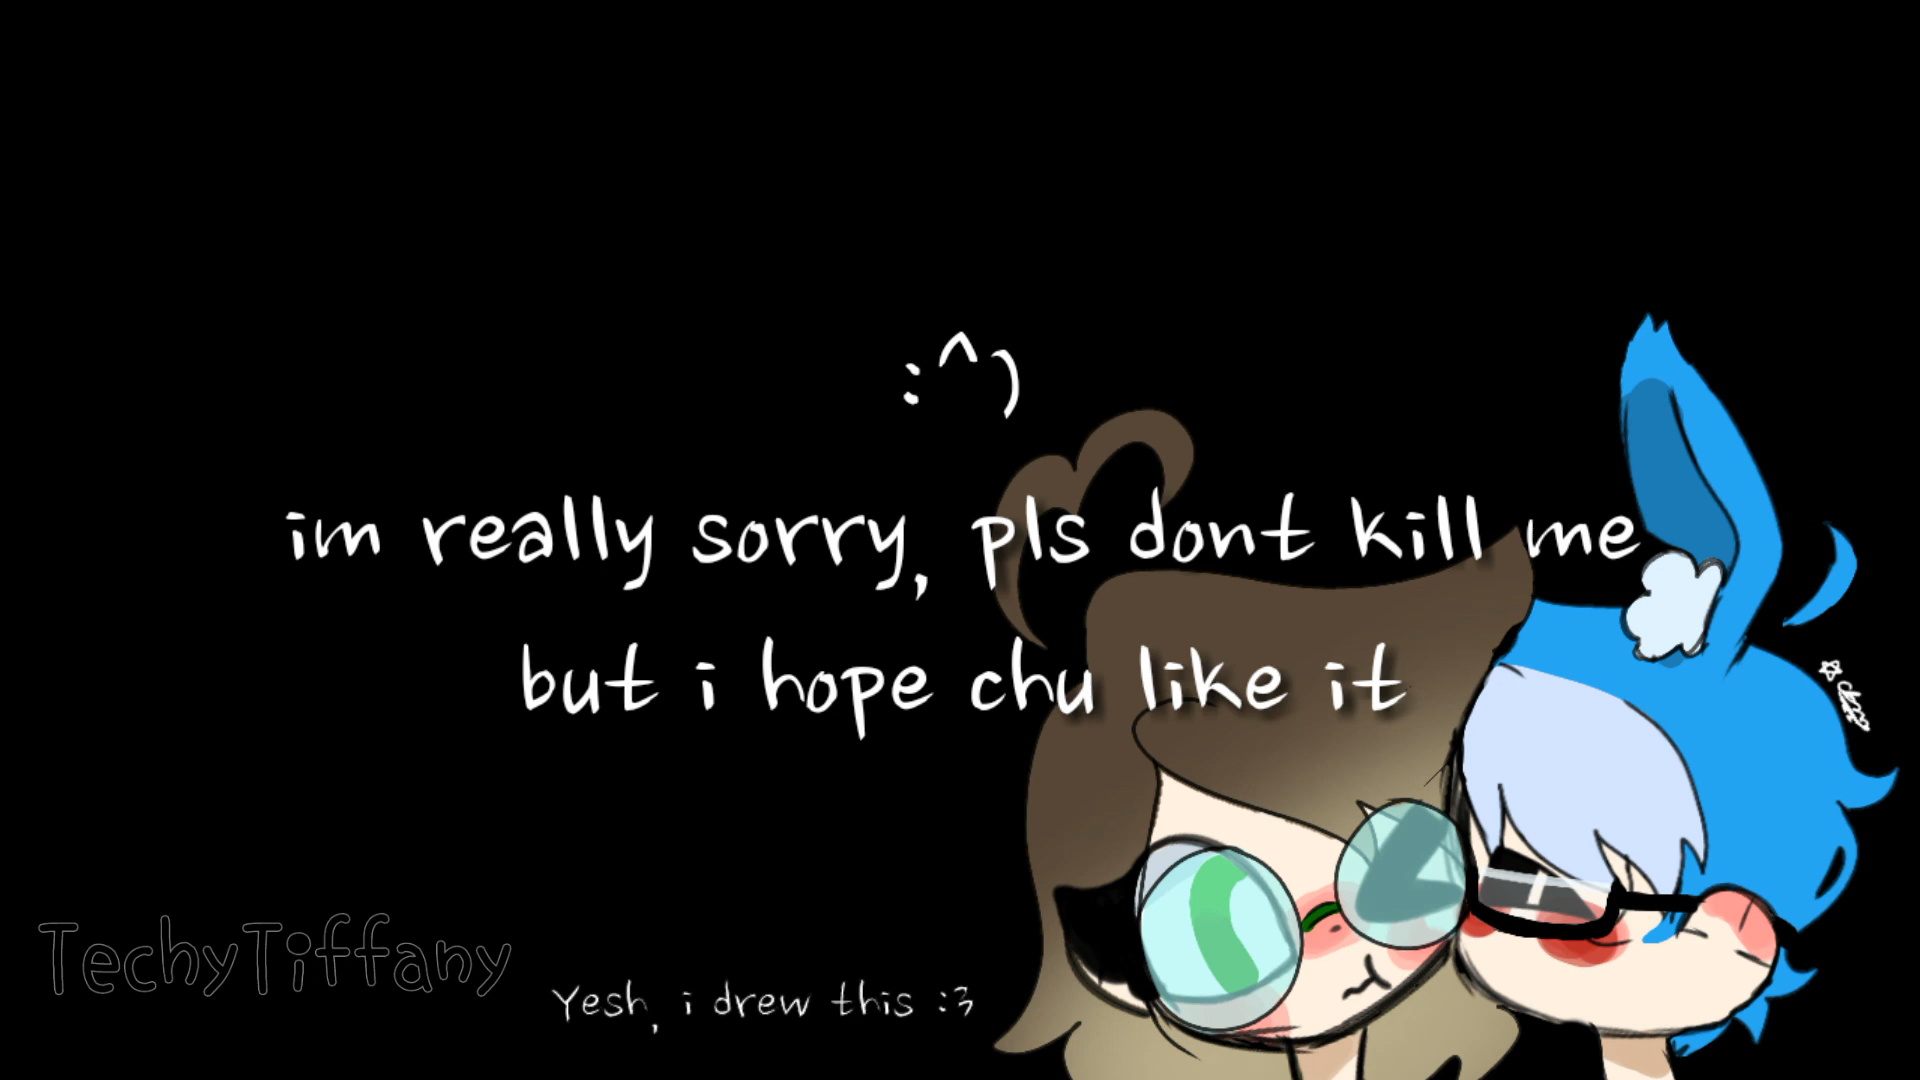 :^)
im really sorry, pls dont kill me
but i hope chu like it
TechyTiffany
Yesh, i drew this :3